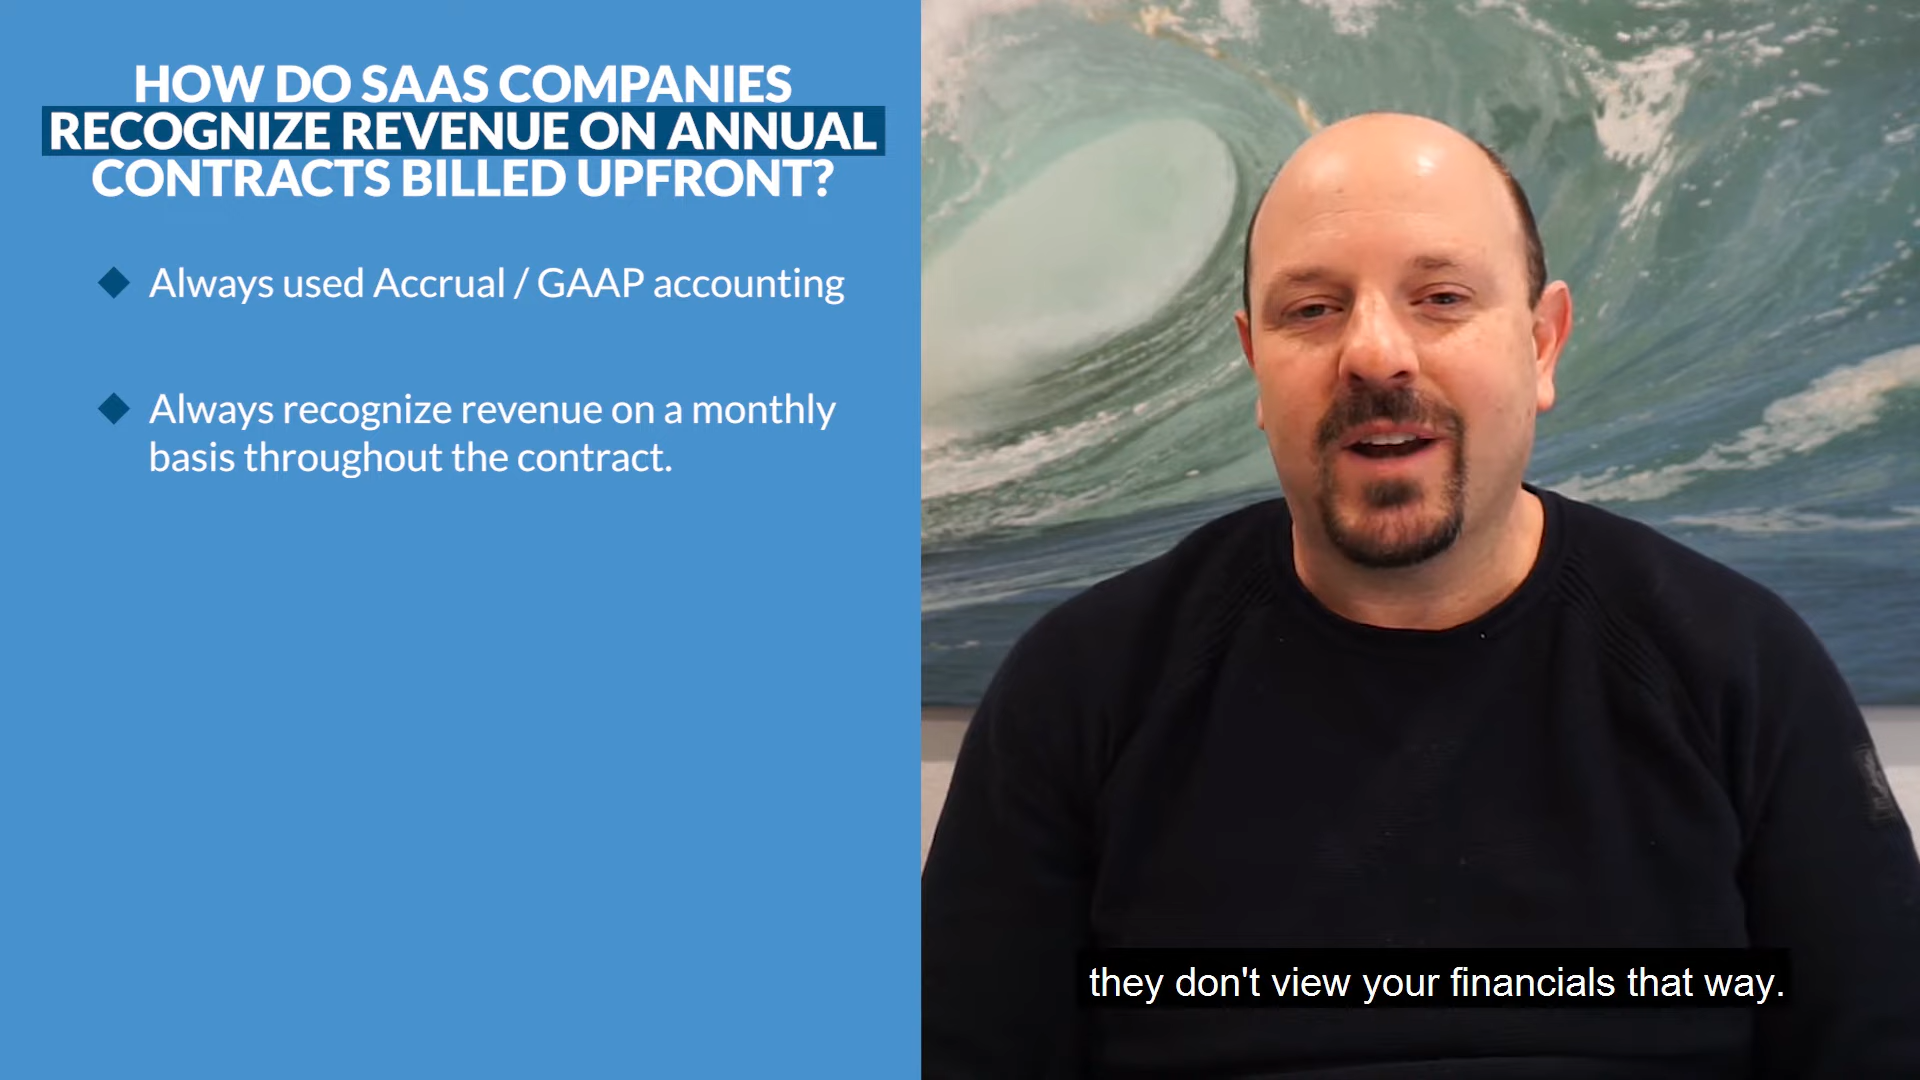 HOW DO SAAS COMPANIES
RECOGNIZE REVENUE ON ANNUAL
CONTRACTS BILLED UPFRONT?
Always used Accrual / GAAP accounting
Always recognize revenue on a monthly
basis throughout the contract.
they don't view your financials that way.